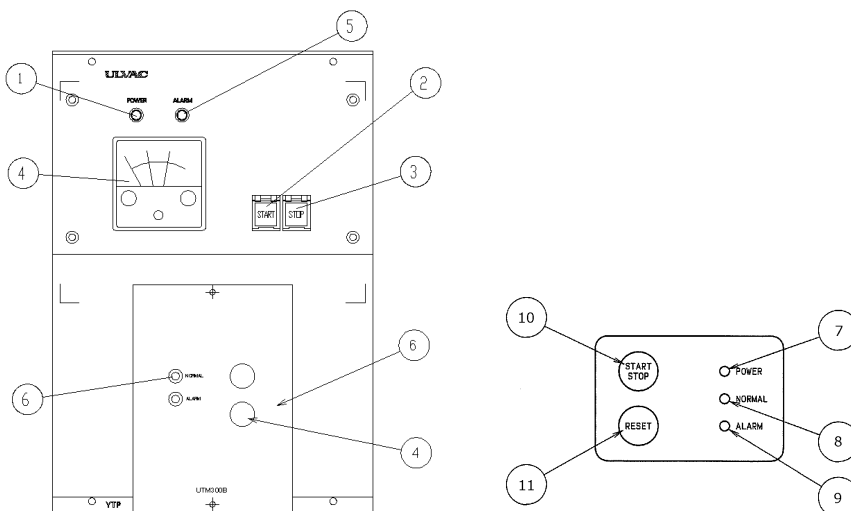 5
1
ULVAC
2
POWER ALARM
3
4
START STOP
10
7
6
START
STOP
POWER
6
NORMAL
ALARM
NORMAL
8
4
RESET
ALARM
11
9
UTM300B
YTP